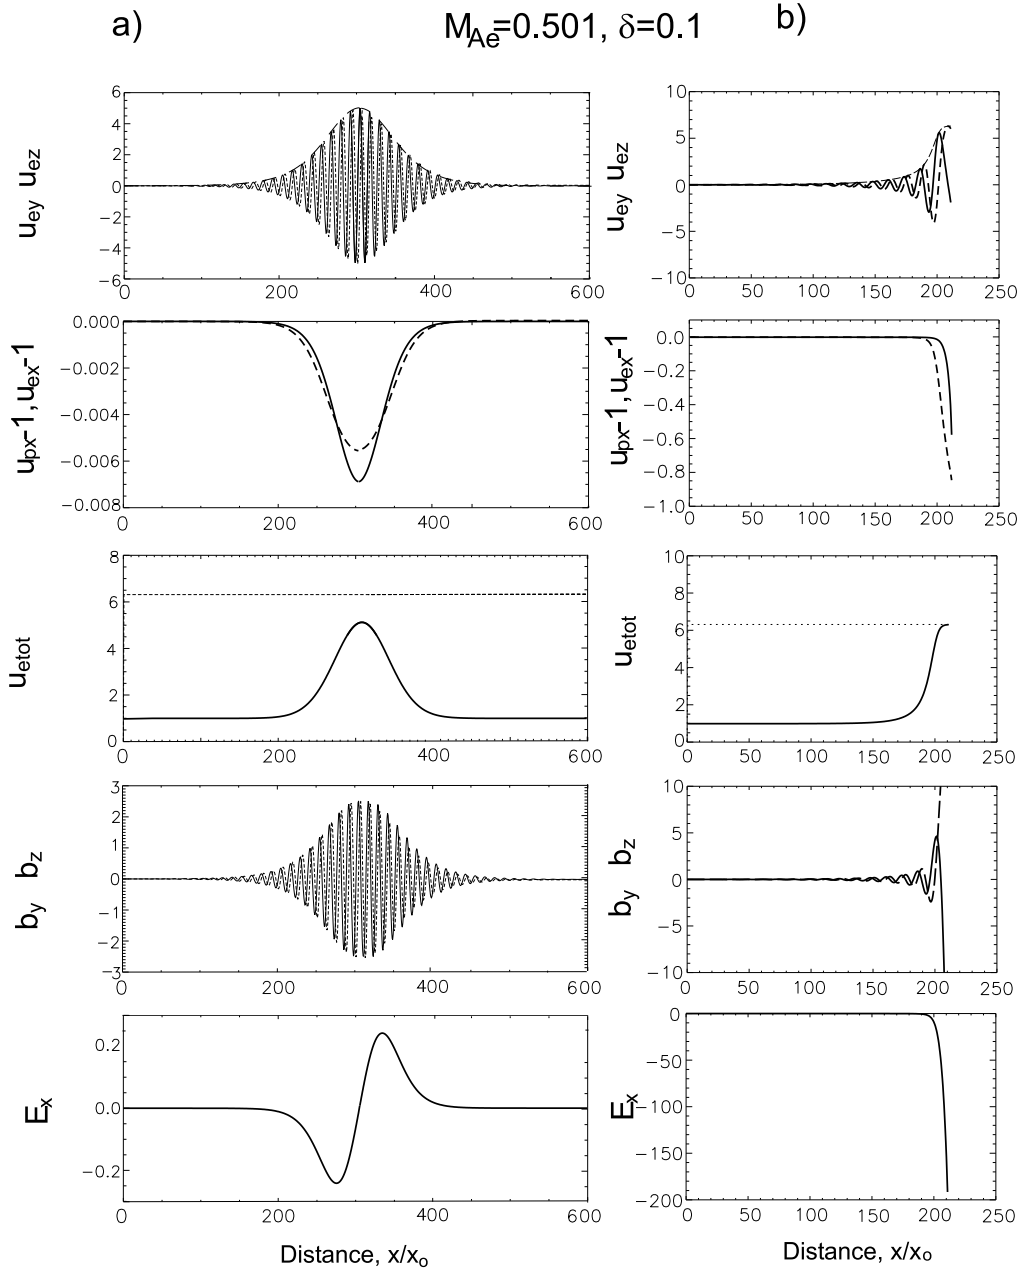 a) M_Ae=0.501, δ=0.1 b)
u_ey u_ez
6
4
2
0
−2
−4
−6
0 200 400 600
u_ey u_ez
10
5
0
−5
−10
0 50 100 150 200 250
u_px-1,u_ex-1
0.000
−0.002
−0.004
−0.006
−0.008
0 200 400 600
u_px-1,u_ex-1
0.0
−0.2
−0.4
−0.6
−0.8
−1.0
0 50 100 150 200 250
u_etot
8
6
4
2
0
0 200 400 600
u_etot
10
8
6
4
2
0
0 50 100 150 200 250
b_y b_z
3
2
1
0
−1
−2
−3
0 200 400 600
b_y b_z
10
5
0
−5
−10
0 50 100 150 200 250
E_x
0.2
0.0
−0.2
0 200 400 600
Distance, x/x_o
E_x
0
−50
−100
−150
−200
0 50 100 150 200 250
Distance, x/x_o